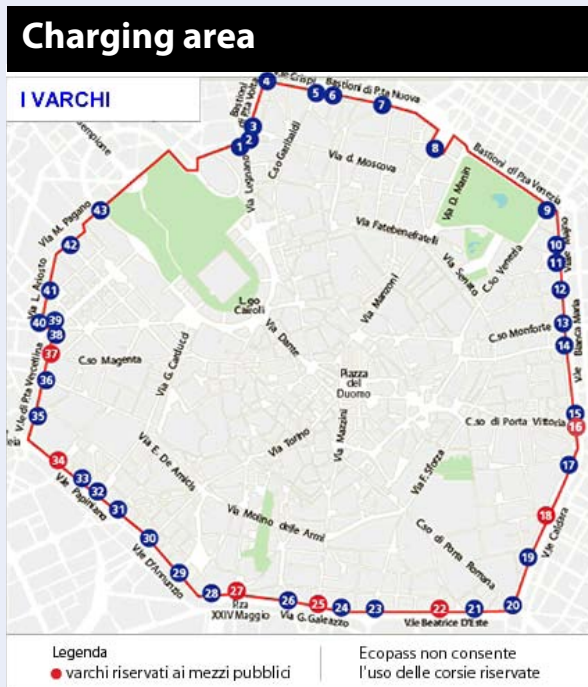 Charging area
I VARCHI
4
V.le Crispi
5
6
Bastioni di P.ta Nuova
7
Bastioni
di P.ta Volta
3
2
1
C.so Garibaldi
8
Via Legnano
Via d. Moscova
Bastioni di P.ta Venezia
Via D. Manin
Sempione
Via M. Pagano
43
9
42
Via Fatebenefratelli
10
11
Via Senato
C.so Venezia
Via Manzoni
12
Via L. Ariosto
41
L.go
Cairoli
40
39
38
37
Via Dante
C.so Monforte
13
14
V.le Bianca Maria
C.so Magenta
Via G. Carducci
Piazza
del
Duomo
36
V.le di P.ta Vercellina
35
15
C.so di Porta Vittoria
16
Via Torino
Via Mazzini
34
Via E. De Amicis
17
33
32
V.le Papiniano
Via F. Sforza
31
18
Via Molino delle Armi
V.le Caldara
30
C.so di Porta Romana
V.le D'Annunzio
19
29
28
27
26
25
24
23
22
21
20
P.zza
XXIV Maggio
Via G. Galeazzo
V.le Beatrice D'Este
Legenda
varchi riservati ai mezzi pubblici
Ecopass non consente
l'uso delle corsie riservate